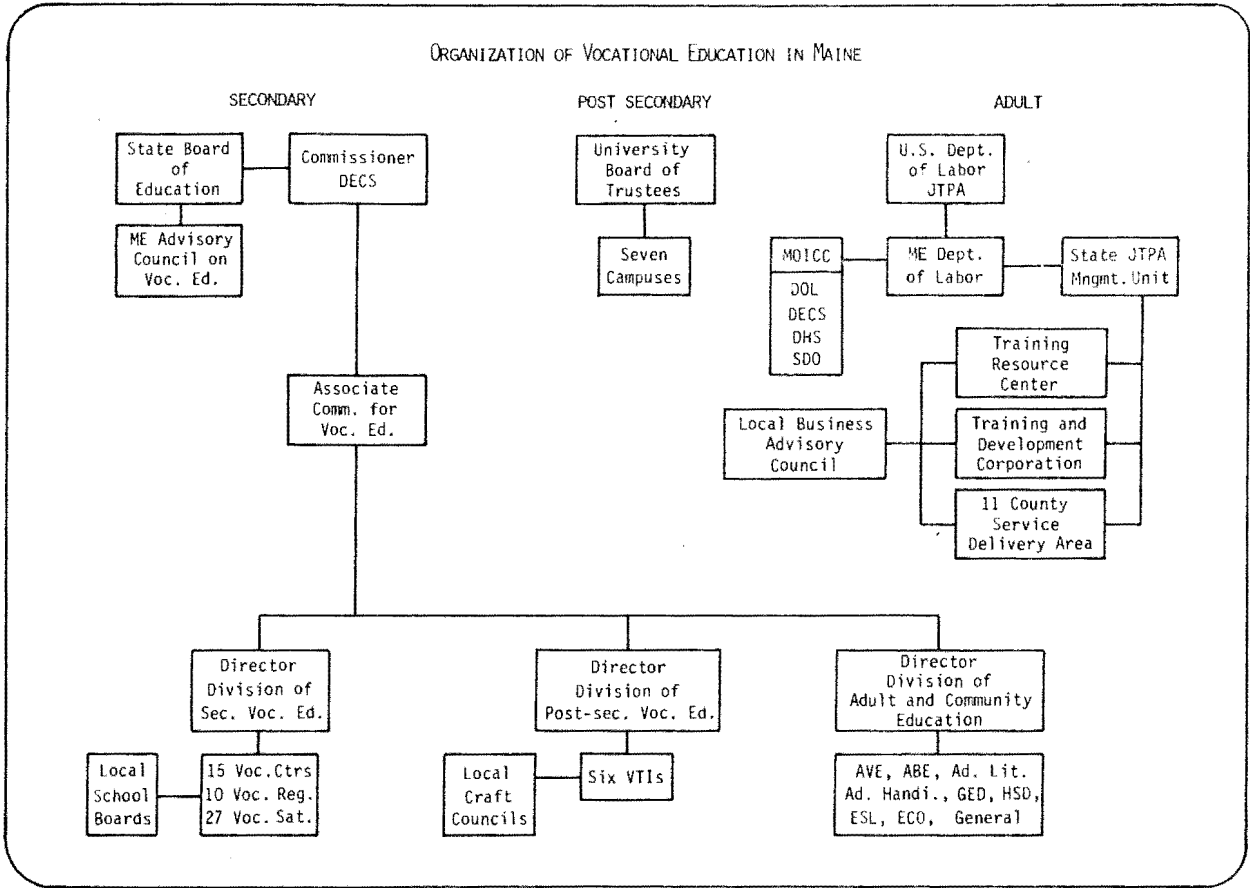 ORGANIZATION OF VOCATIONAL EDUCATION IN MAINE
SECONDARY
POST SECONDARY
ADULT
State Board
of
Education
Commissioner
DECS
University
Board of
Trustees
U.S. Dept.
of Labor
JTPA
ME Advisory
Council on
Voc. Ed.
Seven
Campuses
MOICC
DOL
DECS
DHS
SDO
ME Dept.
of Labor
State JTPA
Mngmt. Unit
Training
Resource
Center
Associate
Comm. for
Voc. Ed.
Local Business
Advisory
Council
Training and
Development
Corporation
11 County
Service
Delivery Area
Director
Division of
Sec. Voc. Ed.
Director
Division of
Post-sec. Voc. Ed.
Director
Division of
Adult and Community
Education
Local
School
Boards
15 Voc.Ctrs
10 Voc. Reg.
27 Voc. Sat.
Local
Craft
Councils
Six VTIs
AVE, ABE, Ad. Lit.
Ad. Handi., GED, HSD,
ESL, ECO, General